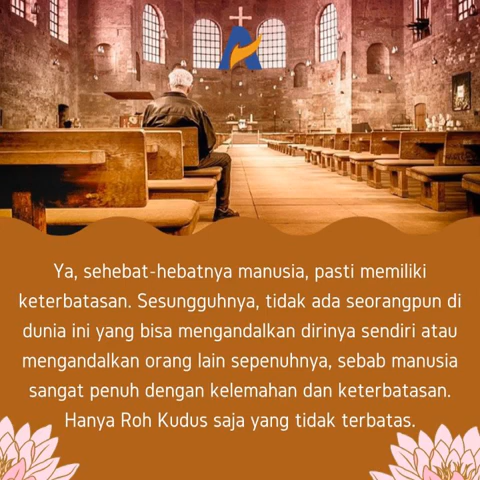 Ya, sehebat-hebatnya manusia, pasti memiliki
keterbatasan. Sesungguhnya, tidak ada seorangpun di
dunia ini yang bisa mengandalkan dirinya sendiri atau
mengandalkan orang lain sepenuhnya, sebab manusia
sangat penuh dengan kelemahan dan keterbatasan.
Hanya Roh Kudus saja yang tidak terbatas.